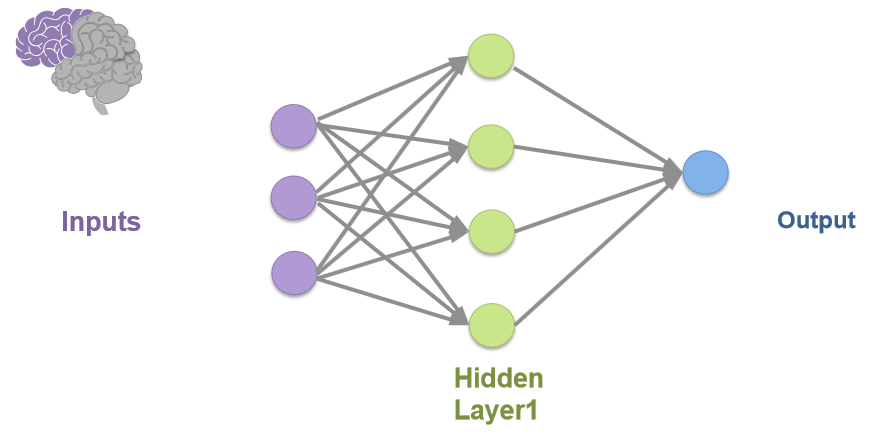 Inputs
Output
Hidden
Layer1